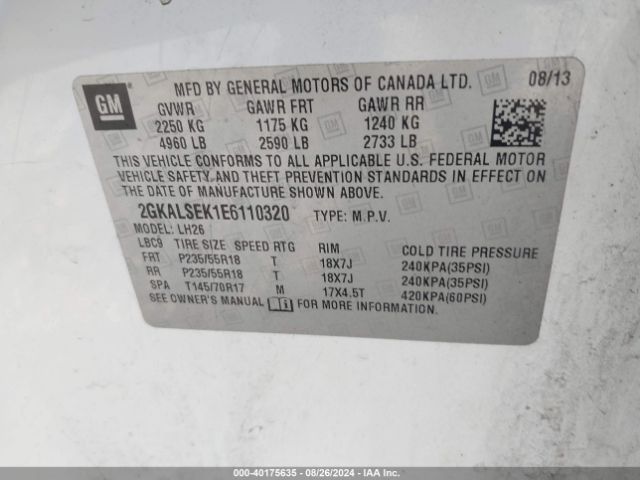 GM
MFD BY GENERAL MOTORS OF CANADA LTD. 08/13
GVWR GAWR FRT GAWR RR
2250 KG 1175 KG 1240 KG
4960 LB 2590 LB 2733 LB
THIS VEHICLE CONFORMS TO ALL APPLICABLE U.S. FEDERAL MOTOR
VEHICLE SAFETY, AND THEFT PREVENTION STANDARDS IN EFFECT ON
THE DATE OF MANUFACTURE SHOWN ABOVE.
2GKALSEK1E6110320 TYPE: M.P.V.
MODEL: LH26
LBC9 TIRE SIZE SPEED RTG RIM COLD TIRE PRESSURE
FRT P235/55R18 T 18X7J 240KPA(35PSI)
RR P235/55R18 T 18X7J 240KPA(35PSI)
SPA T145/70R17 M 17X4.5T 420KPA(60PSI)
SEE OWNER'S MANUAL FOR MORE INFORMATION.
000-40175635 - 08/26/2024 - IAA Inc.